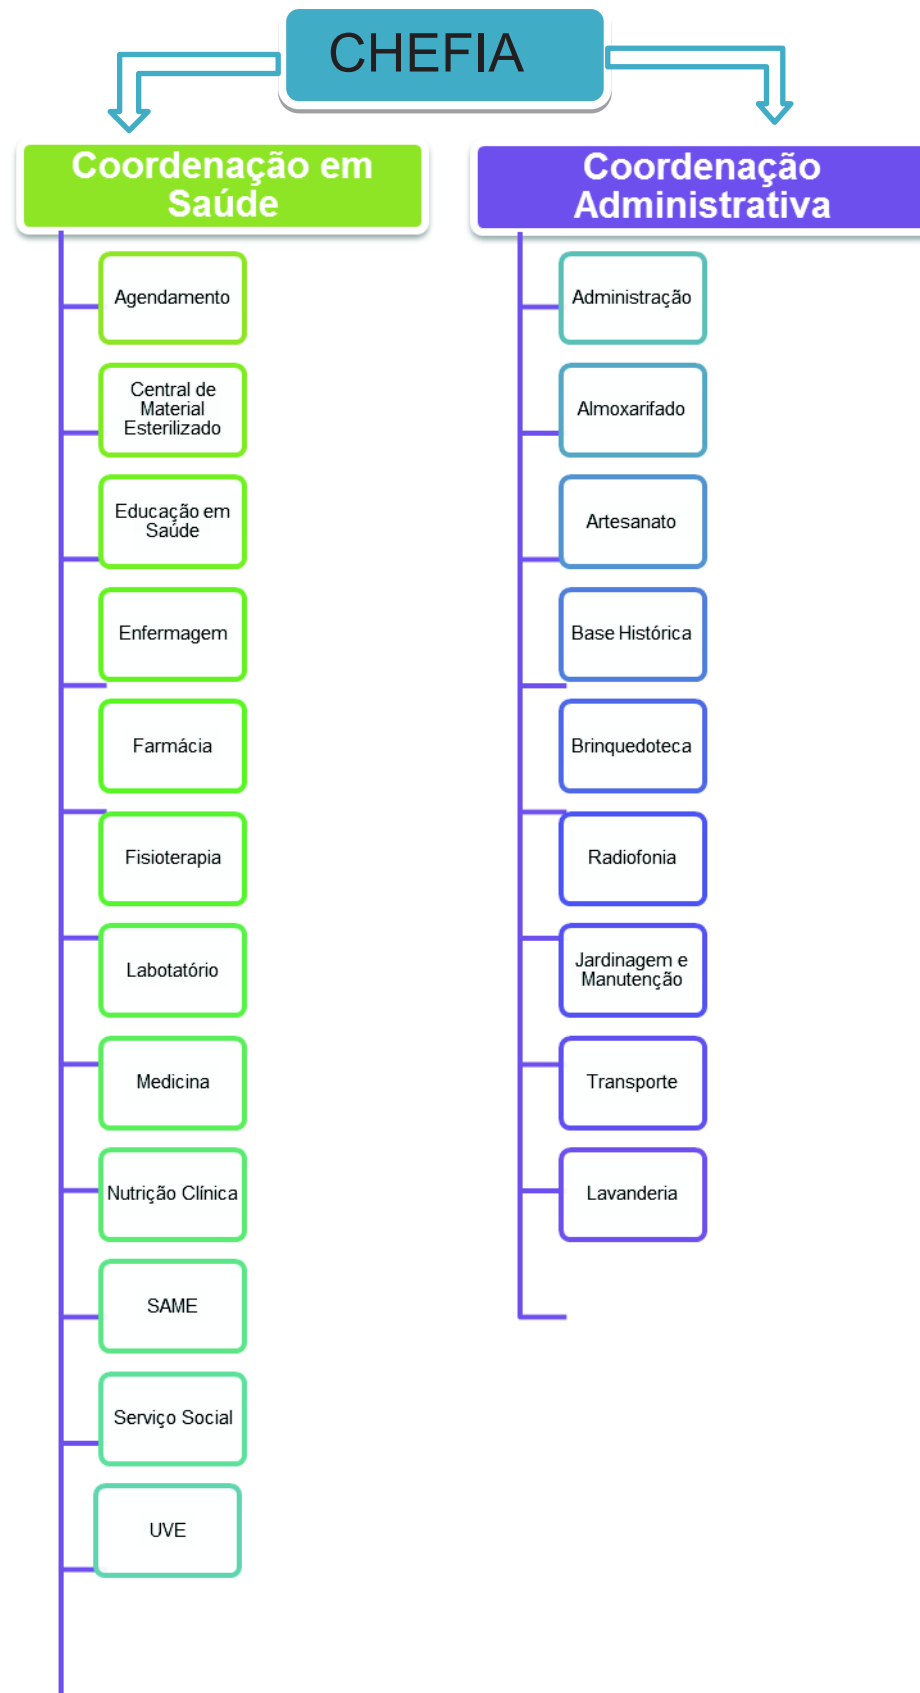 CHEFIA
Coordenação em
Saúde
Agendamento
Central de
Material
Esterilizado
Educação em
Saúde
Enfermagem
Farmácia
Fisioterapia
Labotatório
Medicina
Nutrição Clínica
SAME
Serviço Social
UVE
Coordenação
Administrativa
Administração
Almoxarifado
Artesanato
Base Histórica
Brinquedoteca
Radiofonia
Jardinagem e
Manutenção
Transporte
Lavanderia